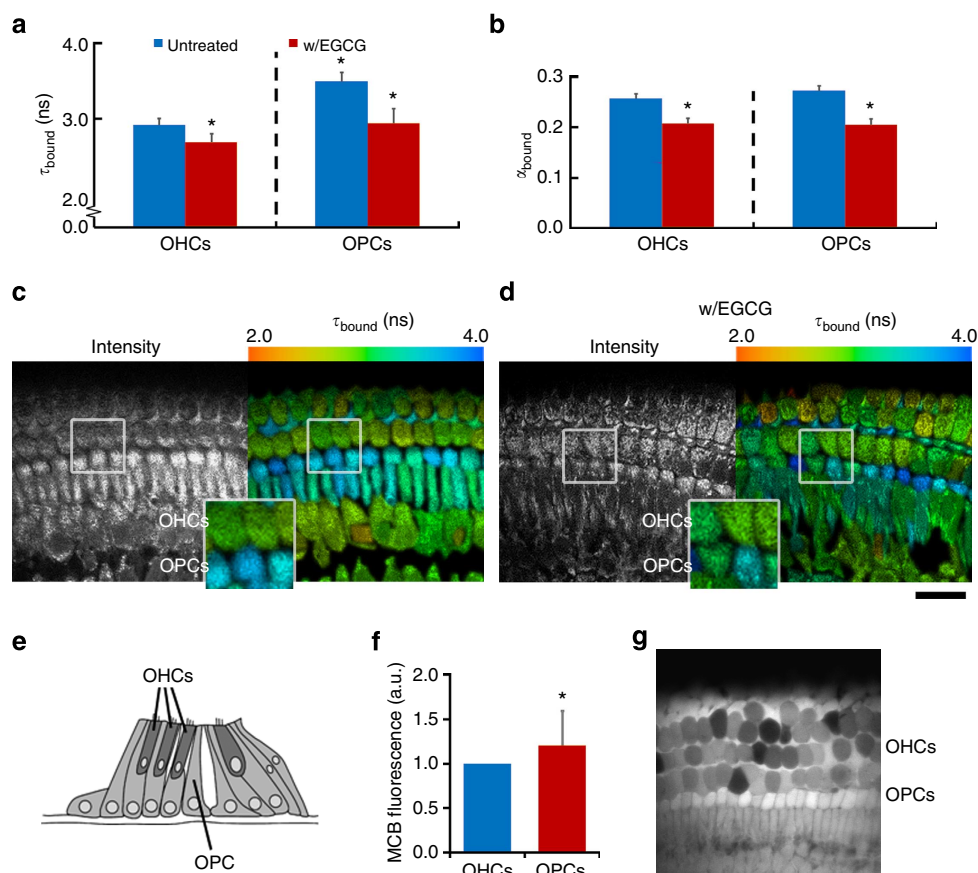 a
4.0
3.0
2.0
0.0
τbound (ns)
Untreated
w/EGCG
*
*
*
OHCs
OPCs
b
0.3
0.2
0.1
0.0
αbound
*
*
OHCs
OPCs
c
τbound (ns)
2.0
4.0
Intensity
OHCs
OPCs
d
w/EGCG
τbound (ns)
2.0
4.0
Intensity
OHCs
OPCs
e
OHCs
OPC
f
2.0
1.5
1.0
0.5
0.0
MCB fluorescence (a.u.)
*
OHCs
OPCs
g
OHCs
OPCs